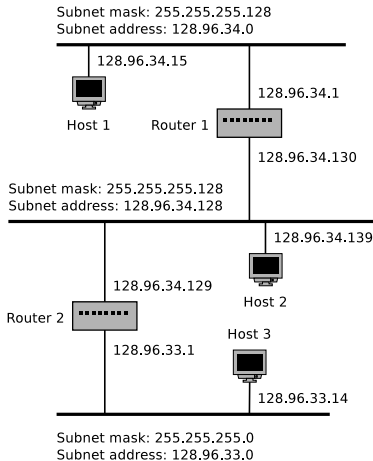 Subnet mask: 255.255.255.128
Subnet address: 128.96.34.0
128.96.34.15
128.96.34.1
Host 1
Router 1
128.96.34.130
Subnet mask: 255.255.255.128
Subnet address: 128.96.34.128
128.96.34.139
128.96.34.129
Host 2
Router 2
Host 3
128.96.33.1
128.96.33.14
Subnet mask: 255.255.255.0
Subnet address: 128.96.33.0